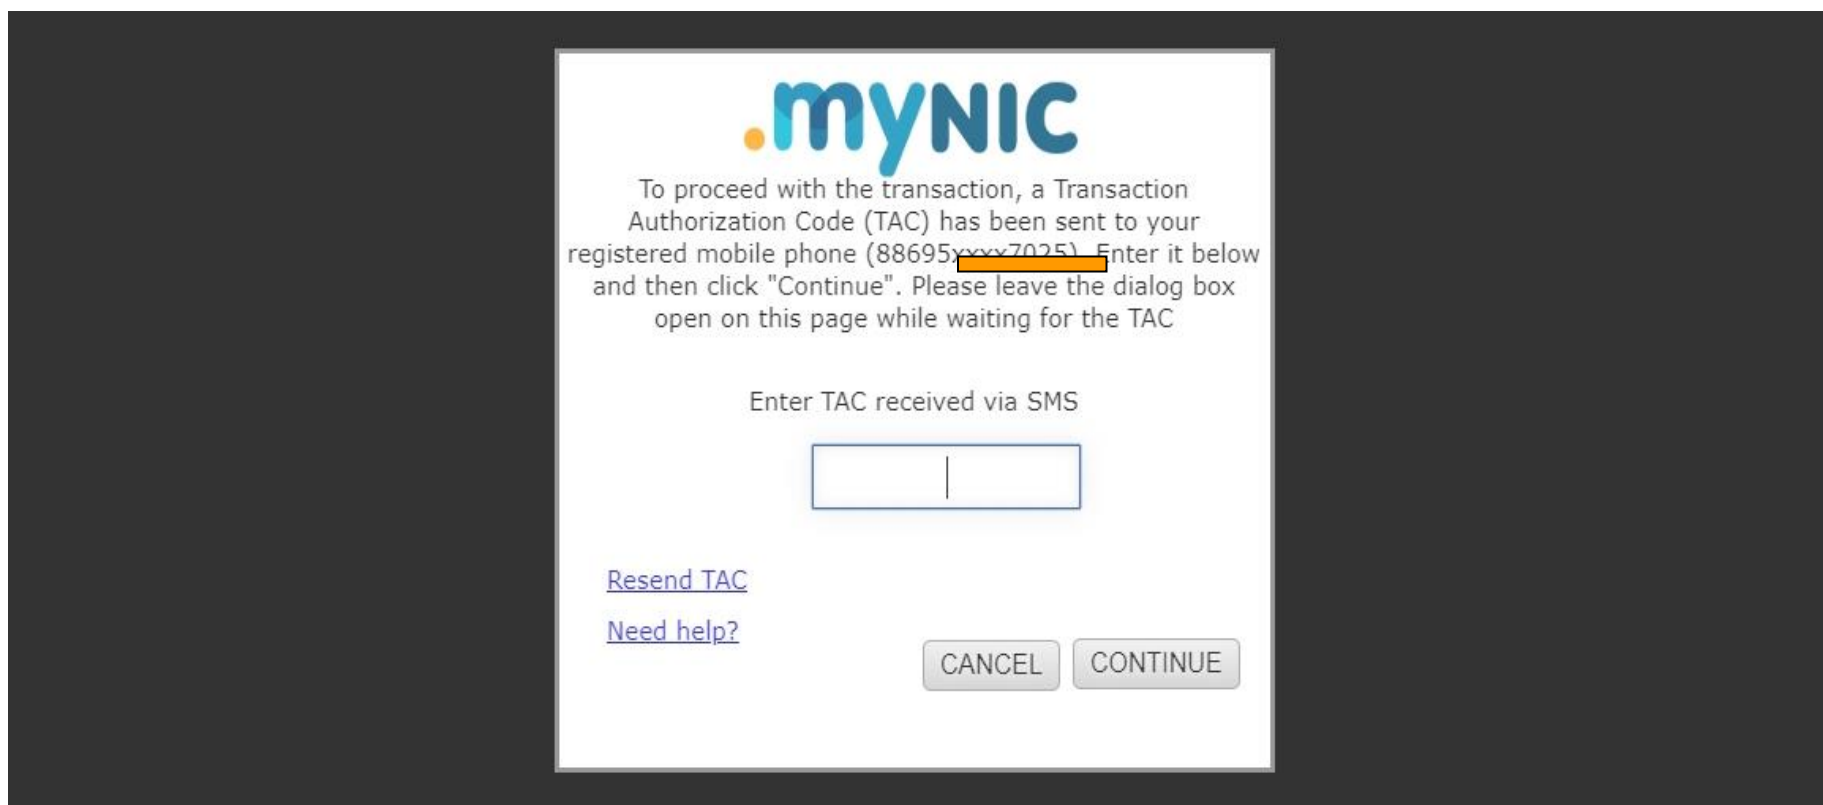 .myNIC
To proceed with the transaction, a Transaction
Authorization Code (TAC) has been sent to your
registered mobile phone (88695xxxx7025). Enter it below
and then click "Continue". Please leave the dialog box
open on this page while waiting for the TAC
Enter TAC received via SMS
Resend TAC
Need help?
CANCEL CONTINUE